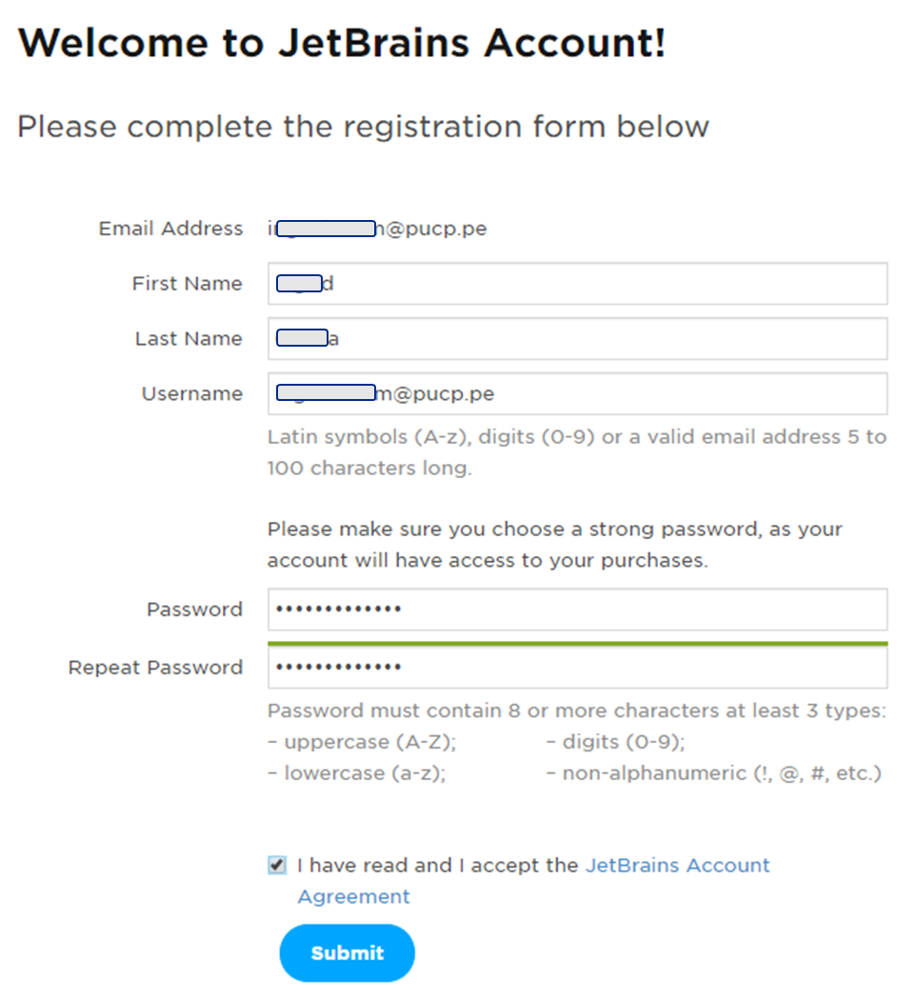 Welcome to JetBrains Account!
Please complete the registration form below
Email Address @pucp.pe
First Name
Last Name
Username @pucp.pe
Latin symbols (A-z), digits (0-9) or a valid email address 5 to
100 characters long.
Please make sure you choose a strong password, as your
account will have access to your purchases.
Password •••••••••••••
Repeat Password •••••••••••••
Password must contain 8 or more characters at least 3 types:
– uppercase (A-Z); – digits (0-9);
– lowercase (a-z); – non-alphanumeric (!, @, #, etc.)
I have read and I accept the JetBrains Account
Agreement
Submit